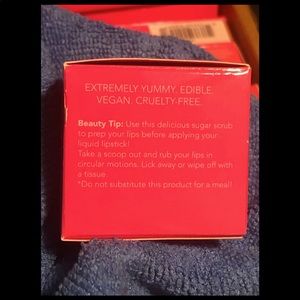 EXTREMELY YUMMY. EDIBLE.
VEGAN. CRUELTY-FREE.
Beauty Tip: Use this delicious sugar scrub
to prep your lips before applying your
liquid lipstick!
Take a scoop out and rub your lips in
circular motions. Lick away or wipe off with
a tissue.
*Do not substitute this product for a meal!